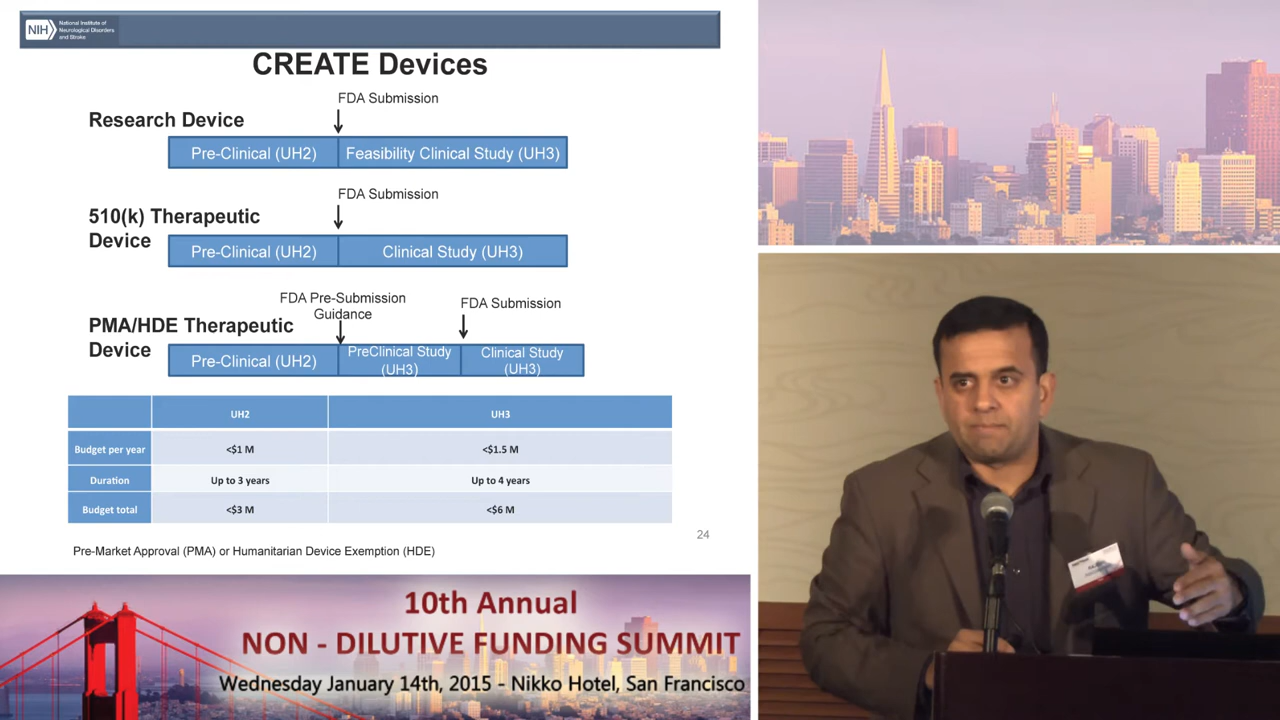 NIH
National Institute of
Neurological Disorders
and Stroke
CREATE Devices
FDA Submission
Research Device
Pre-Clinical (UH2)
Feasibility Clinical Study (UH3)
FDA Submission
510(k) Therapeutic
Device
Pre-Clinical (UH2)
Clinical Study (UH3)
FDA Pre-Submission
Guidance
FDA Submission
PMA/HDE Therapeutic
Device
Pre-Clinical (UH2)
PreClinical Study
(UH3)
Clinical Study
(UH3)
UH2 UH3
Budget per year <$1 M <$1.5 M
Duration Up to 3 years Up to 4 years
Budget total <$3 M <$6 M
24
Pre-Market Approval (PMA) or Humanitarian Device Exemption (HDE)
10th Annual
NON - DILUTIVE FUNDING SUMMIT
Wednesday January 14th, 2015 - Nikko Hotel, San Francisco